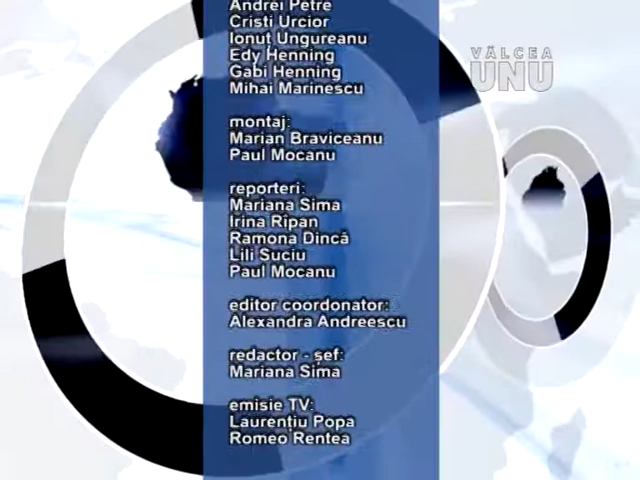 Andrei Petre
Cristi Urcior
Ionuț Ungureanu
Edy Henning
Gabi Henning
Mihai Marinescu
montaj:
Marian Braviceanu
Paul Mocanu
reporteri:
Mariana Sima
Irina Rîpan
Ramona Dincă
Lili Suciu
Paul Mocanu
editor coordonator:
Alexandra Andreescu
redactor - șef:
Mariana Sima
emisie TV:
Laurențiu Popa
Romeo Rentea
VÂLCEA
UNU